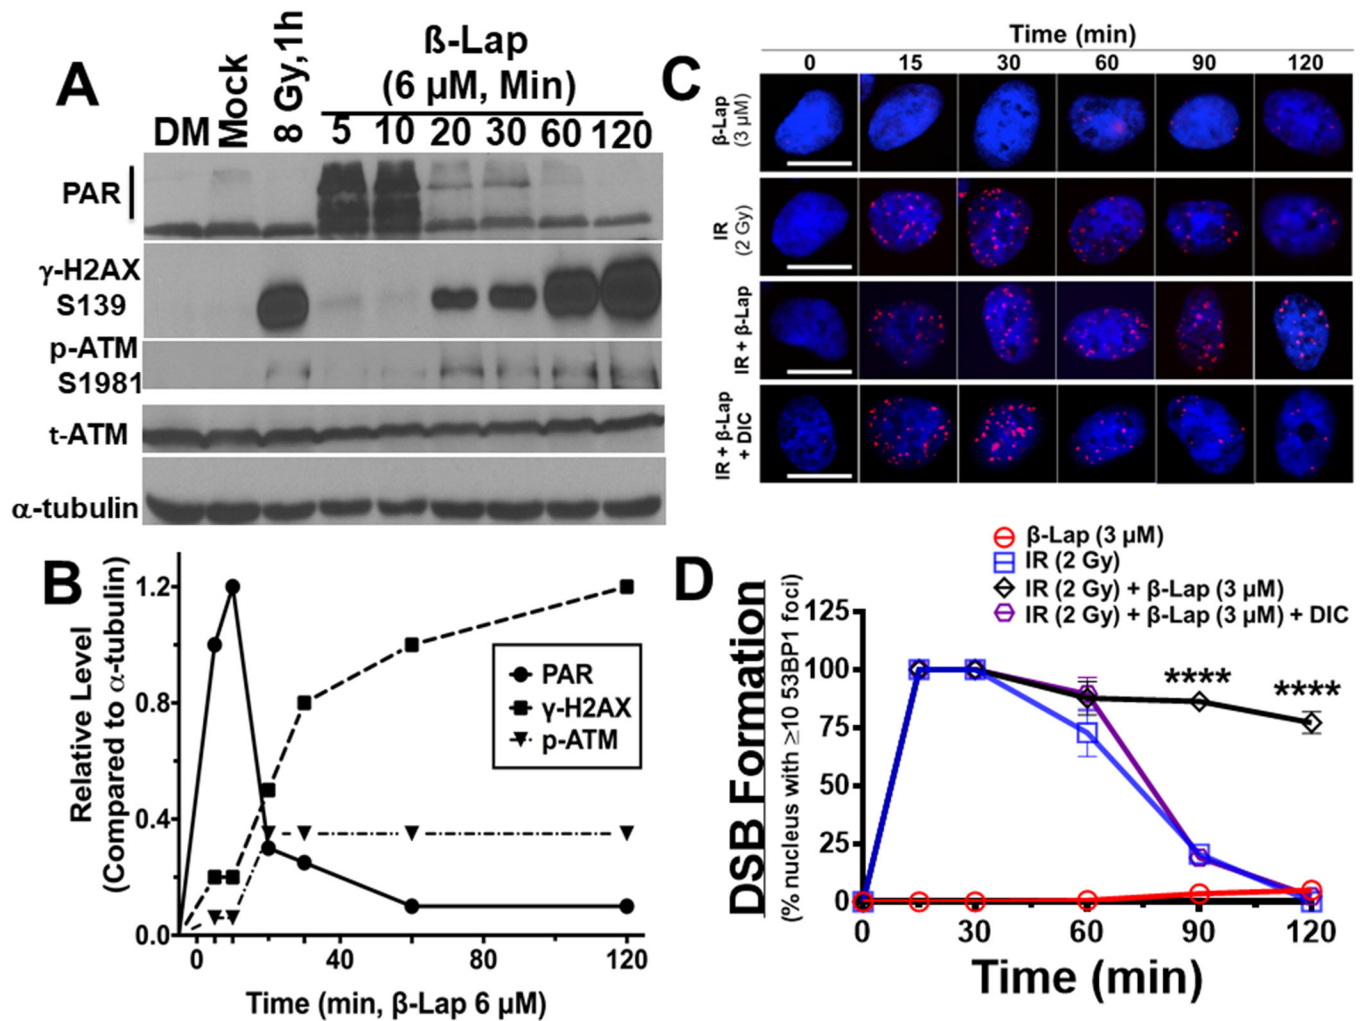 A
DM
Mock
8 Gy,1h
ß-Lap
(6 µM, Min)
5 10 20 30 60 120
PAR
γ-H2AX
S139
p-ATM
S1981
t-ATM
α-tubulin
B
Relative Level
(Compared to α-tubulin)
1.2
0.8
0.4
0.0
PAR
γ-H2AX
p-ATM
0 40 80 120
Time (min, β-Lap 6 µM)
C
Time (min)
0 15 30 60 90 120
β-Lap
(3 µM)
IR
(2 Gy)
IR + β-Lap
IR + β-Lap
+ DIC
D
ß-Lap (3 µM)
IR (2 Gy)
IR (2 Gy) + β-Lap (3 µM)
IR (2 Gy) + β-Lap (3 µM) + DIC
DSB Formation
(% nucleus with ≥10 53BP1 foci)
125
100
75
50
25
0
****
****
0 30 60 90 120
Time (min)